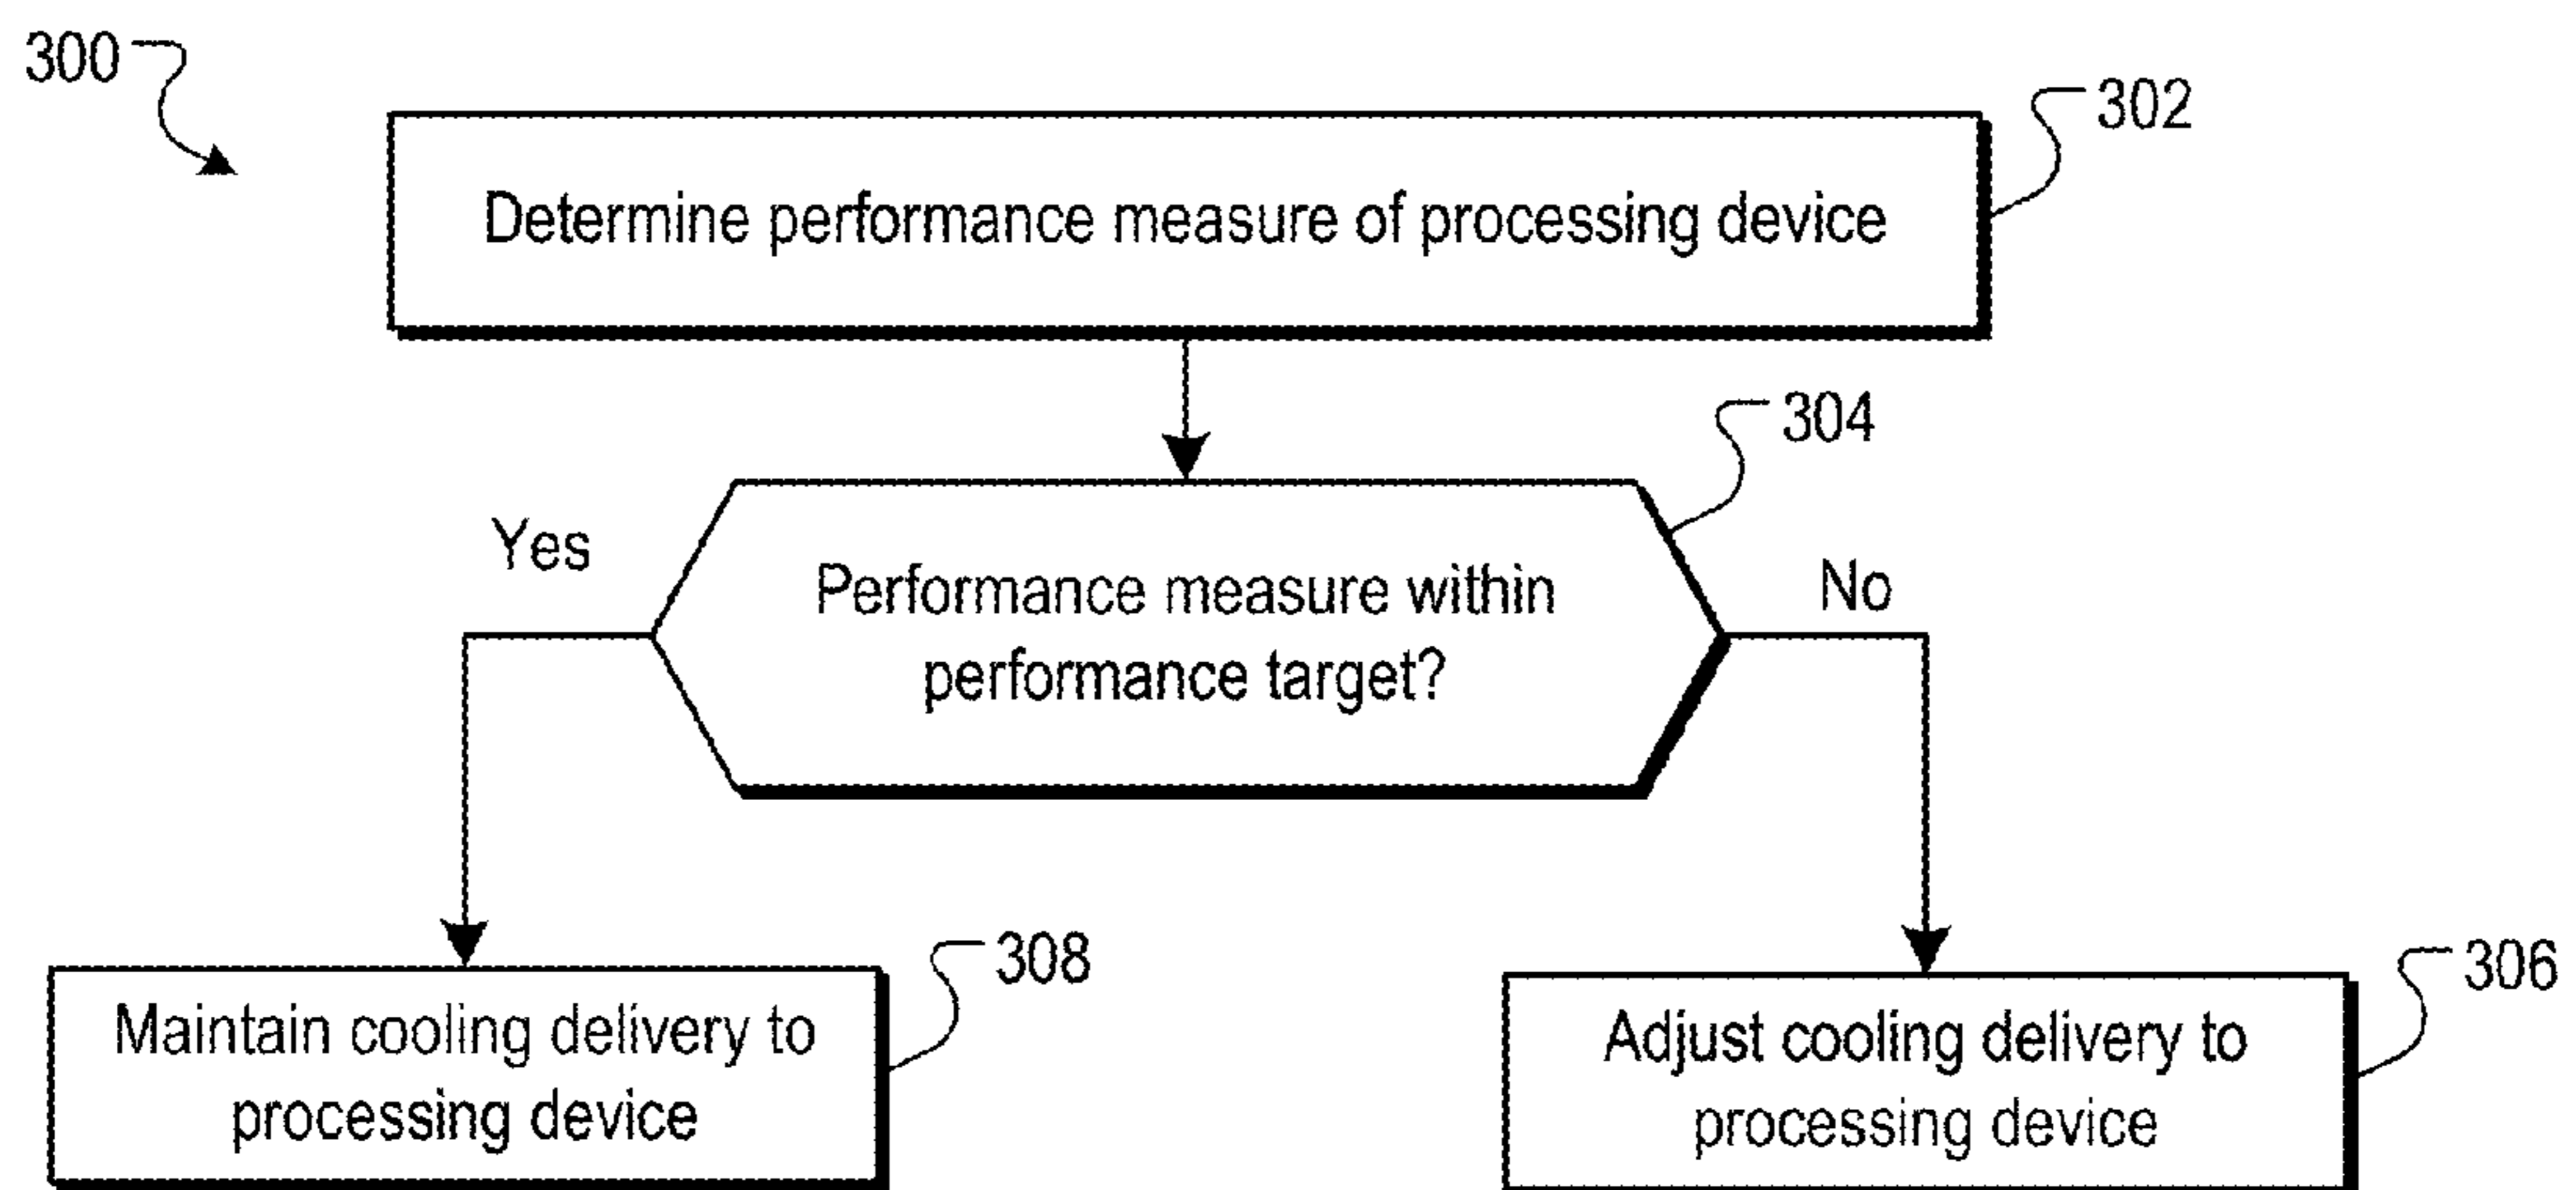 300
302
Determine performance measure of processing device
304
Yes
No
Performance measure within
performance target?
308
306
Maintain cooling delivery to
processing device
Adjust cooling delivery to
processing device